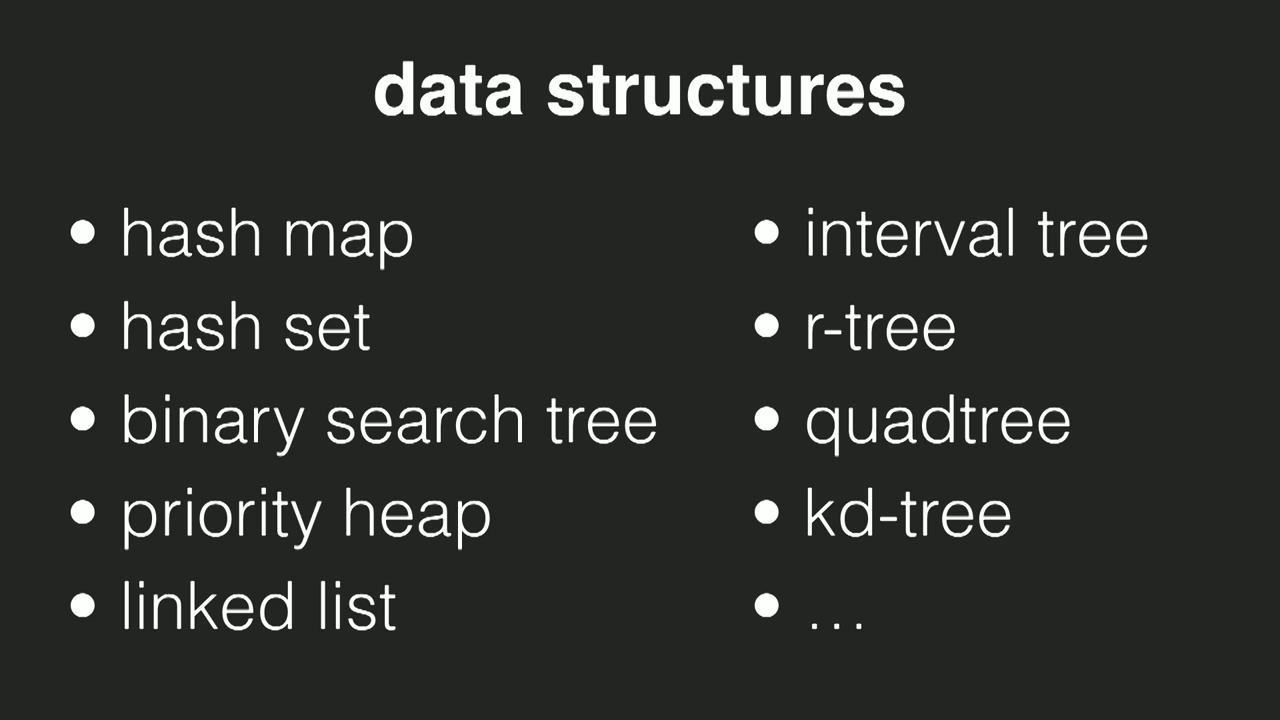 data structures
• hash map
• hash set
• binary search tree
• priority heap
• linked list
• interval tree
• r-tree
• quadtree
• kd-tree
• ...